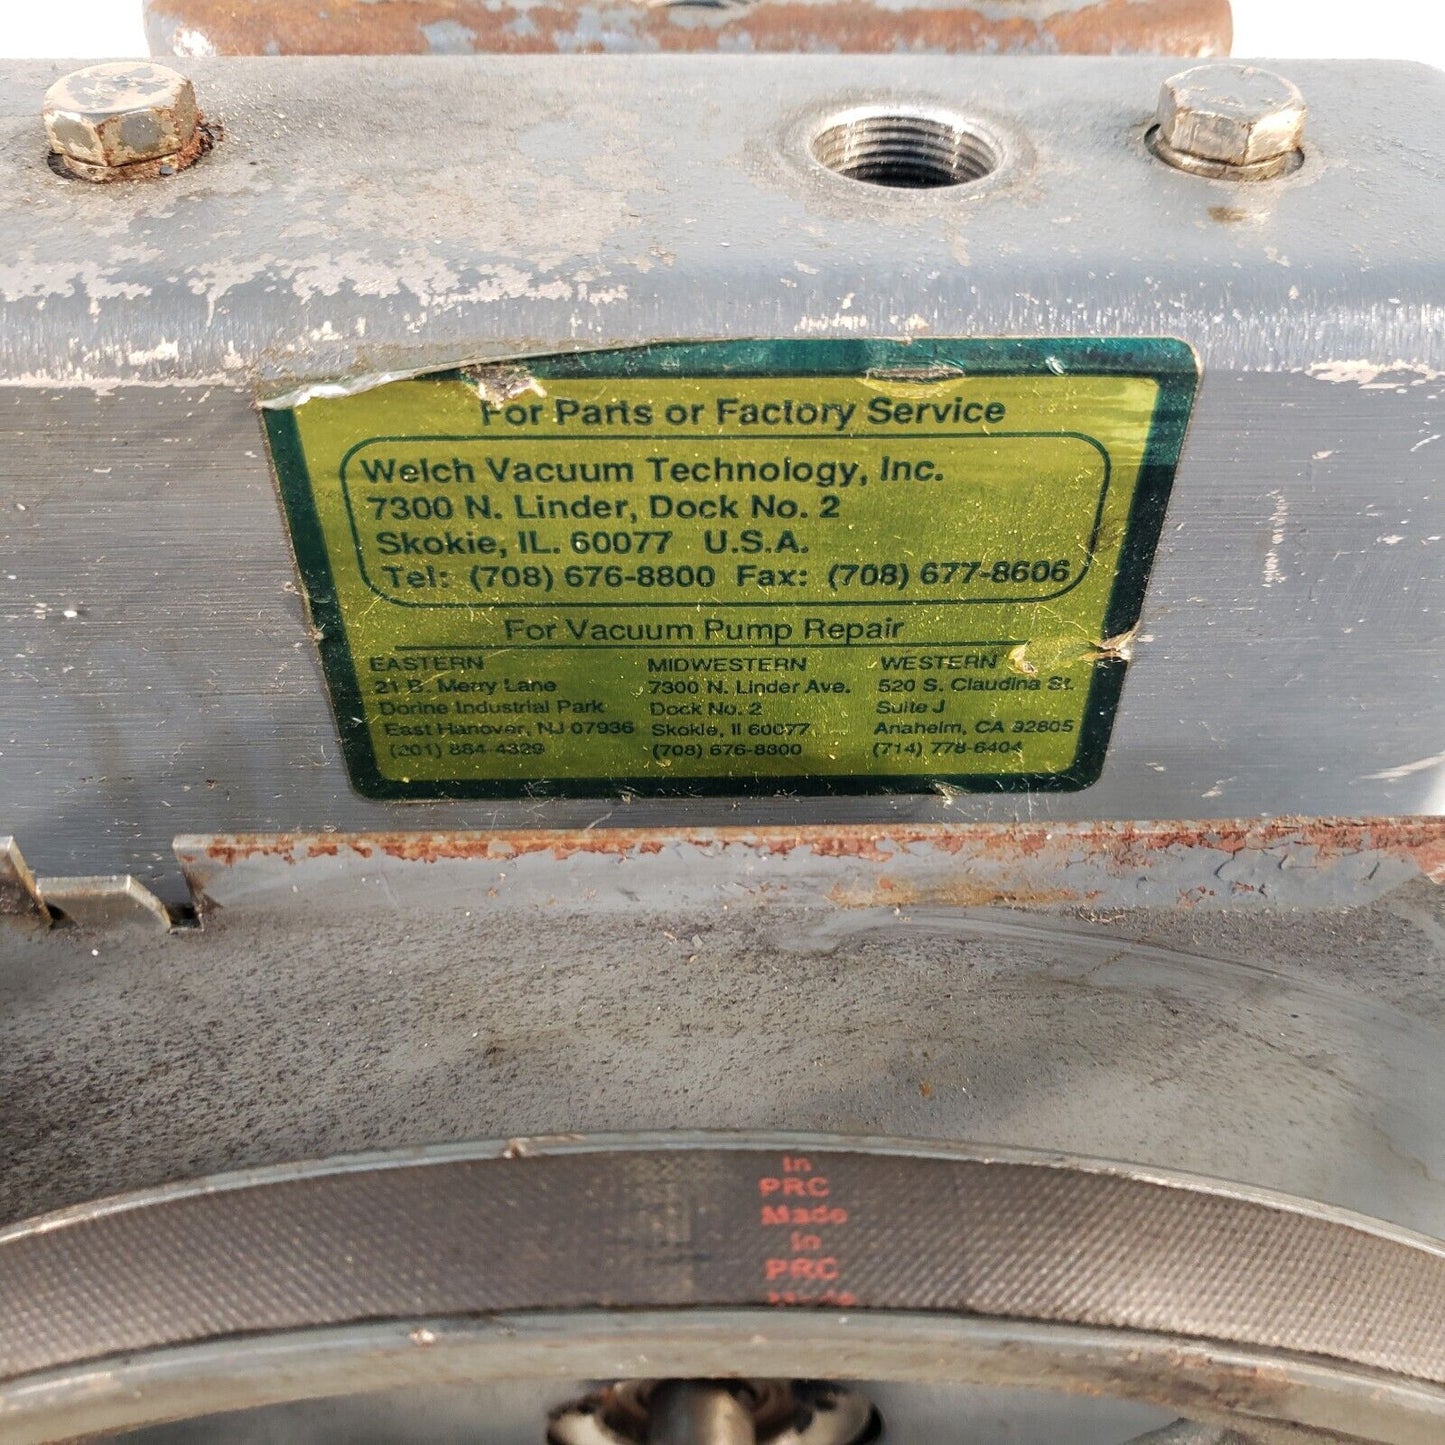 For Parts or Factory Service
Welch Vacuum Technology, Inc.
7300 N. Linder, Dock No. 2
Skokie, IL. 60077 U.S.A.
Tel: (708) 676-8800 Fax: (708) 677-8606
For Vacuum Pump Repair
EASTERN
21 B. Merry Lane
Dorine Industrial Park
East Hanover, NJ 07936
(201) 884-4329
MIDWESTERN
7300 N. Linder Ave.
Dock No. 2
Skokie, Il 60077
(708) 676-8800
WESTERN
520 S. Claudina St.
Suite J
Anaheim, CA 92805
(714) 778-6404
In
PRC
Made
In
PRC
Made